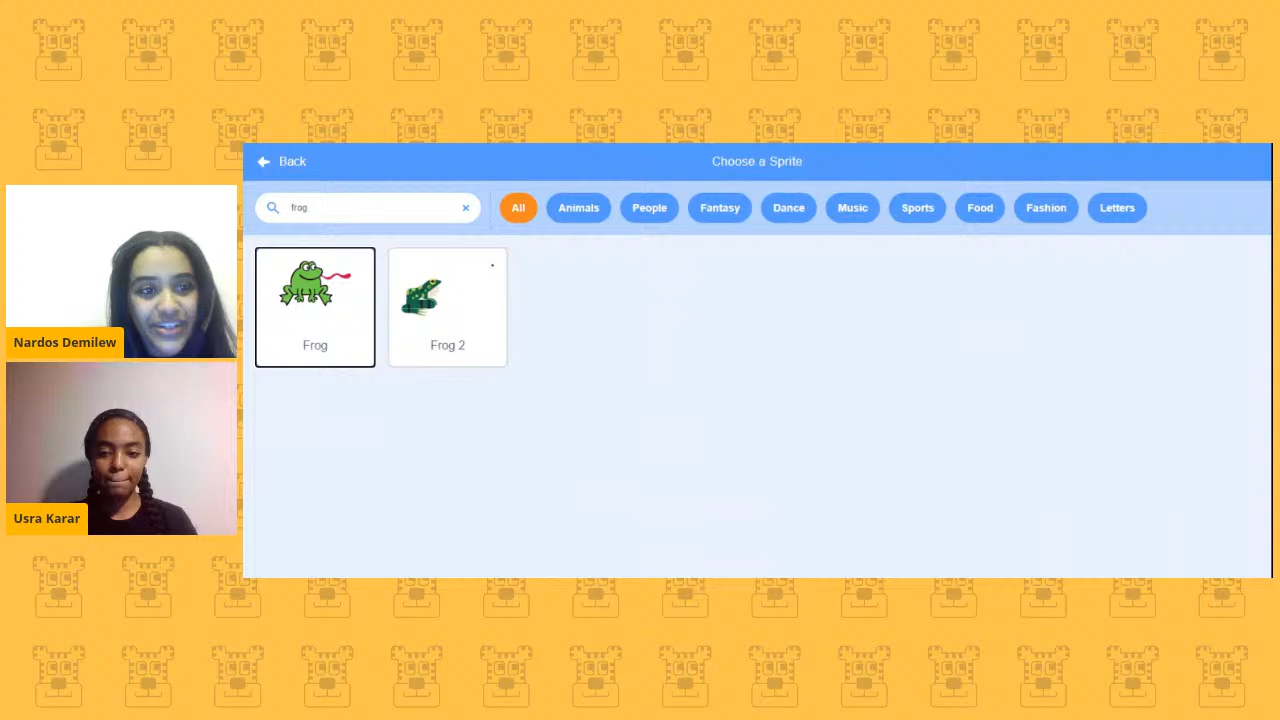 Back
Choose a Sprite
frog
All
Animals
People
Fantasy
Dance
Music
Sports
Food
Fashion
Letters
Frog
Frog 2
Nardos Demilew
Usra Karar